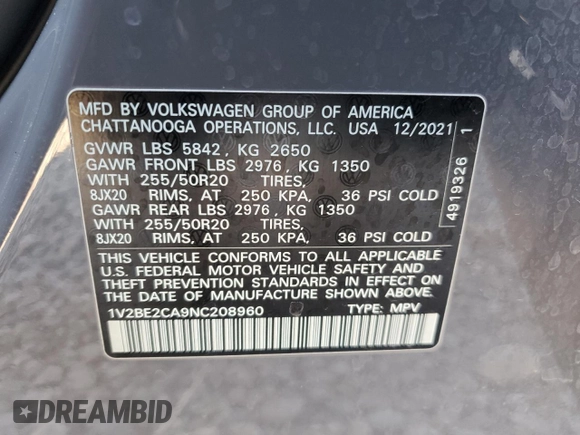 MFD BY VOLKSWAGEN GROUP OF AMERICA
CHATTANOOGA OPERATIONS, LLC. USA 12/2021
GVWR LBS 5842, KG 2650
GAWR FRONT LBS 2976, KG 1350
WITH 255/50R20 TIRES,
8JX20 RIMS, AT 250 KPA, 36 PSI COLD
GAWR REAR LBS 2976, KG 1350
WITH 255/50R20 TIRES,
8JX20 RIMS, AT 250 KPA, 36 PSI COLD
THIS VEHICLE CONFORMS TO ALL APPLICABLE
U.S. FEDERAL MOTOR VEHICLE SAFETY AND
THEFT PREVENTION STANDARDS IN EFFECT ON
THE DATE OF MANUFACTURE SHOWN ABOVE.
1V2BE2CA9NC208960 TYPE: MPV
4919326 1
DREAMBID